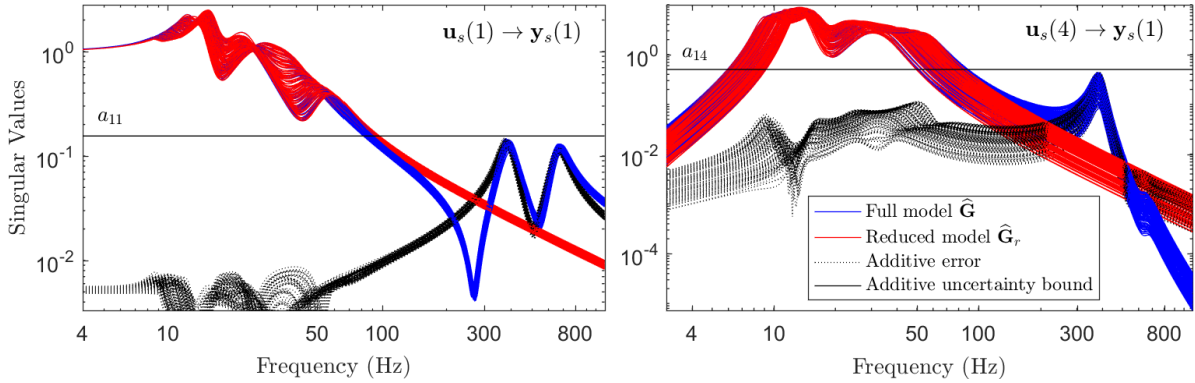 u_s(1) → y_s(1)
a_11
Singular Values
10^0
10^-1
10^-2
4
10
50
100
300
800
Frequency (Hz)
u_s(4) → y_s(1)
a_14
10^0
10^-2
10^-4
10
50
100
300
800
Frequency (Hz)
Full model Ĝ
Reduced model Ĝ_r
Additive error
Additive uncertainty bound